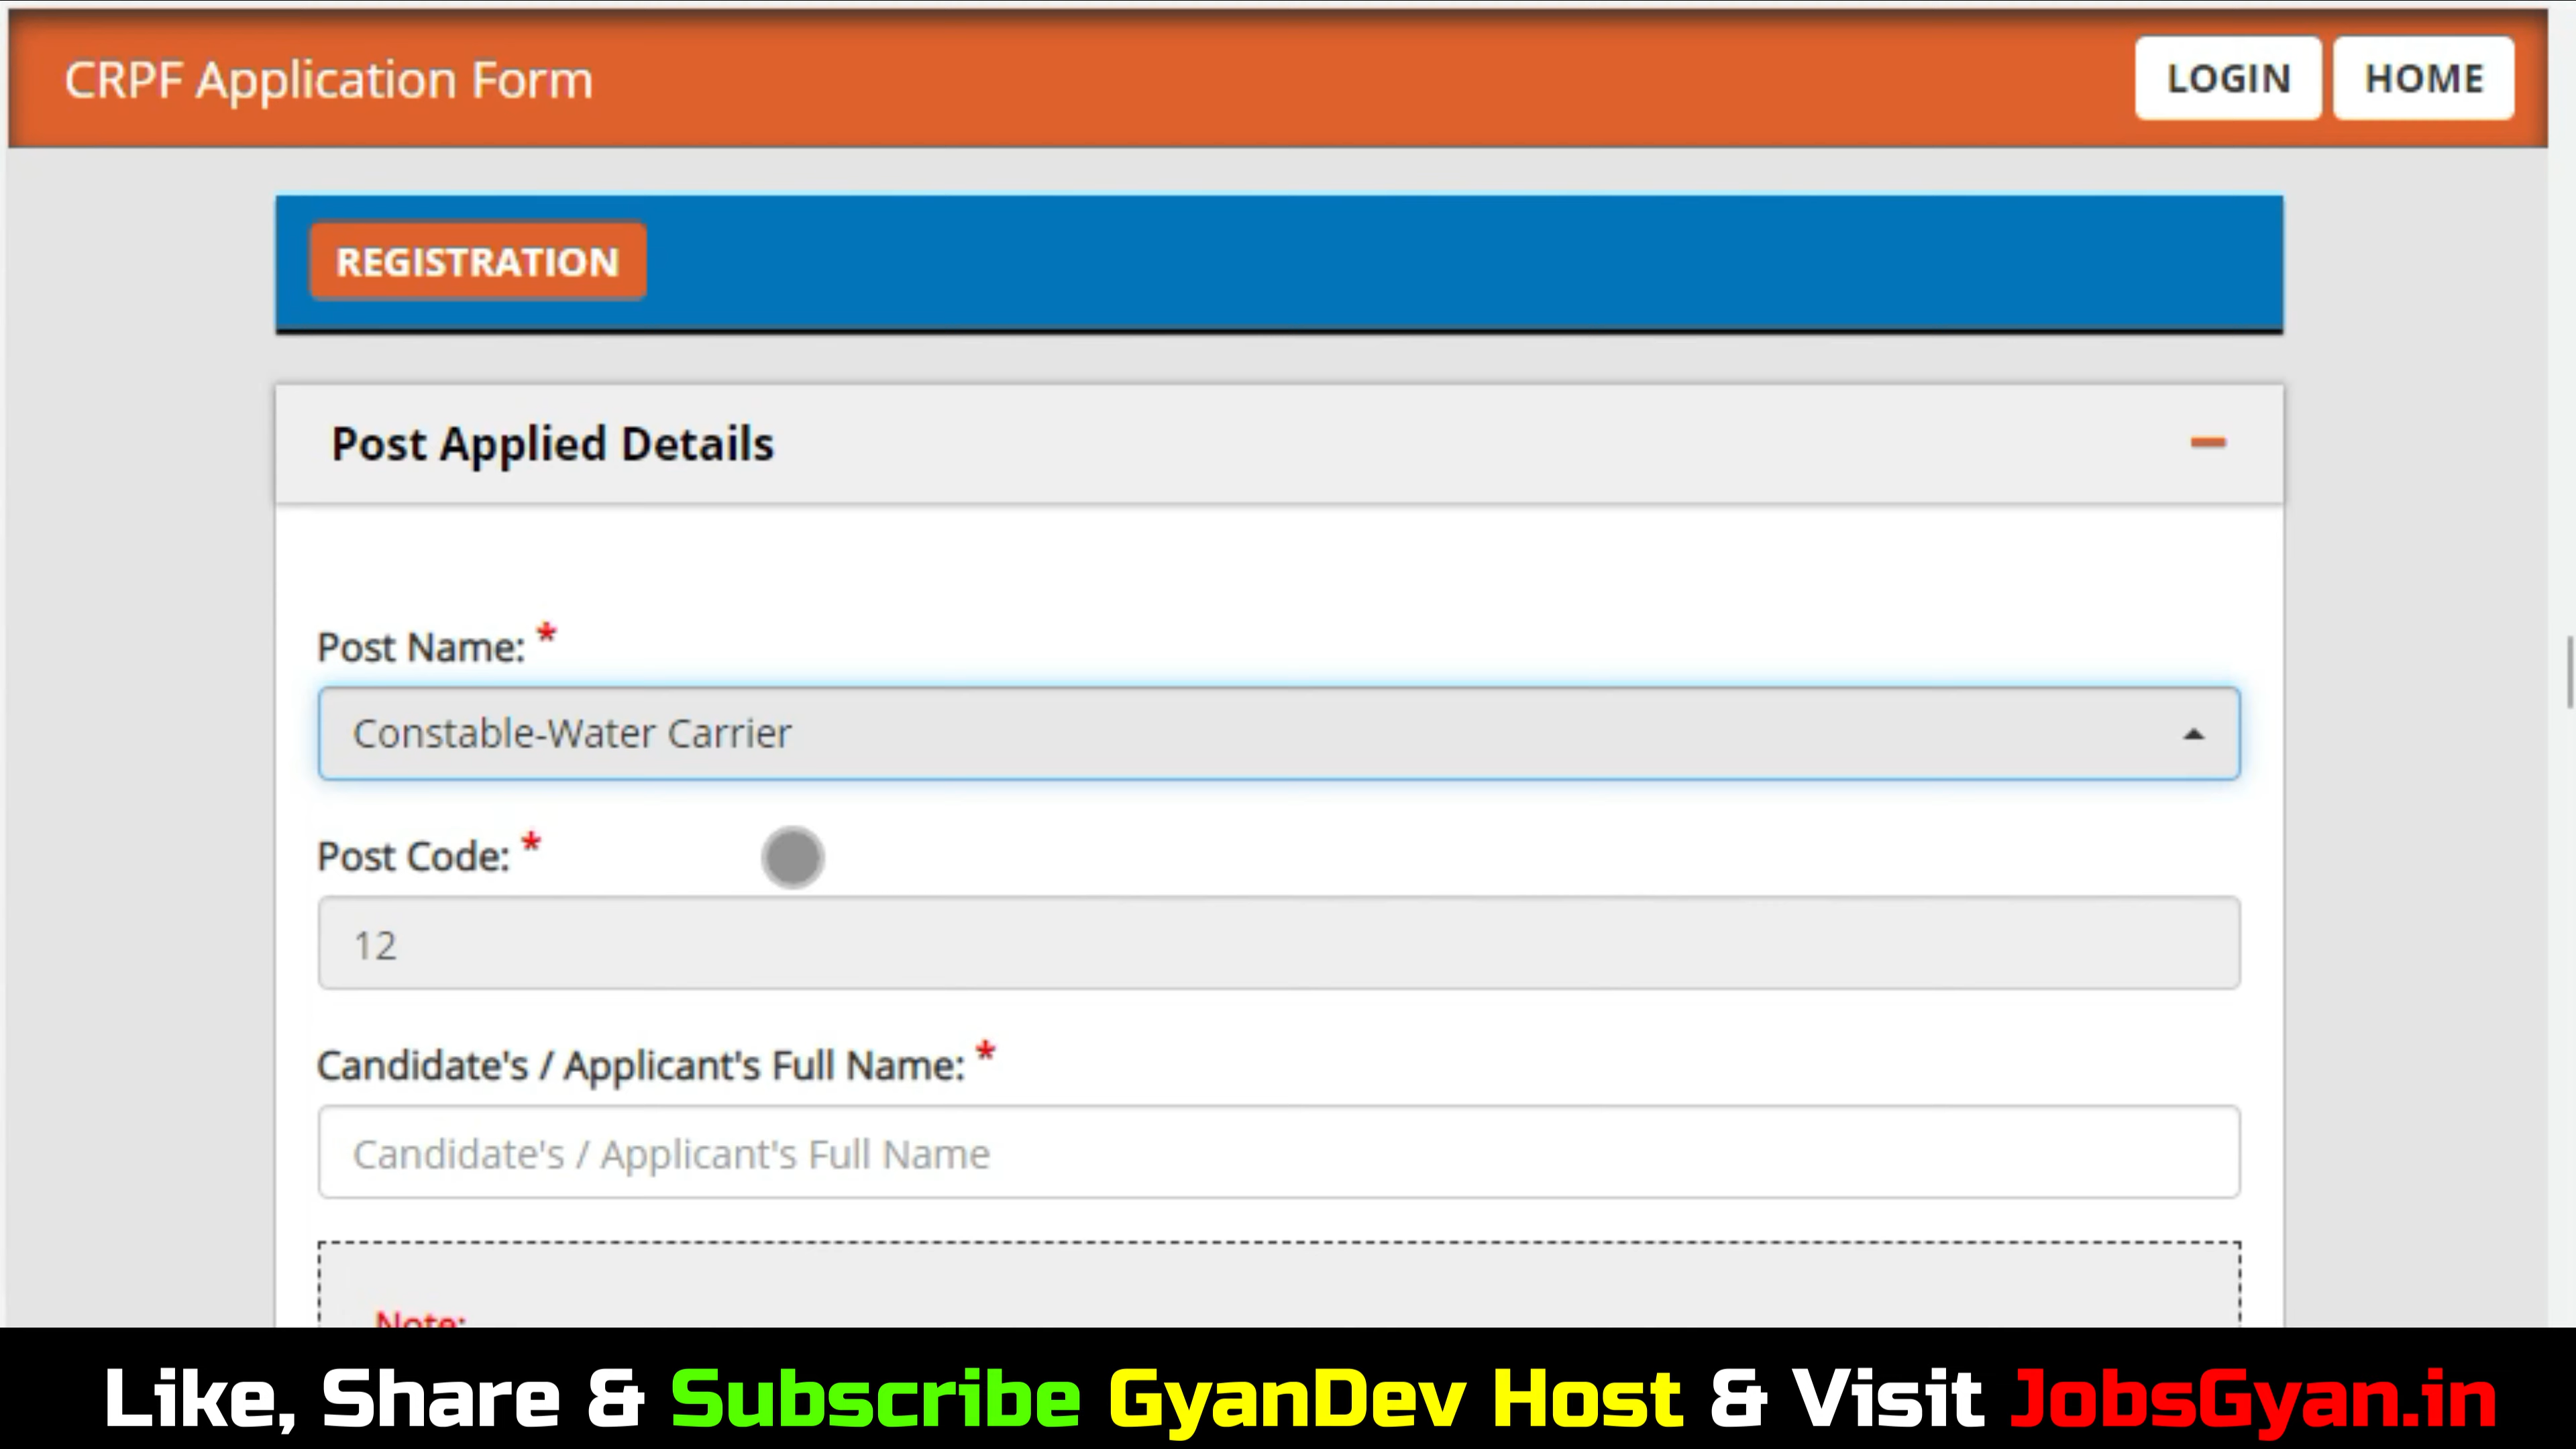 CRPF Application Form
LOGIN
HOME
REGISTRATION
Post Applied Details
Post Name: *
Constable-Water Carrier
Post Code: *
12
Candidate's / Applicant's Full Name: *
Candidate's / Applicant's Full Name
Note:
Like, Share & Subscribe GyanDev Host & Visit JobsGyan.in